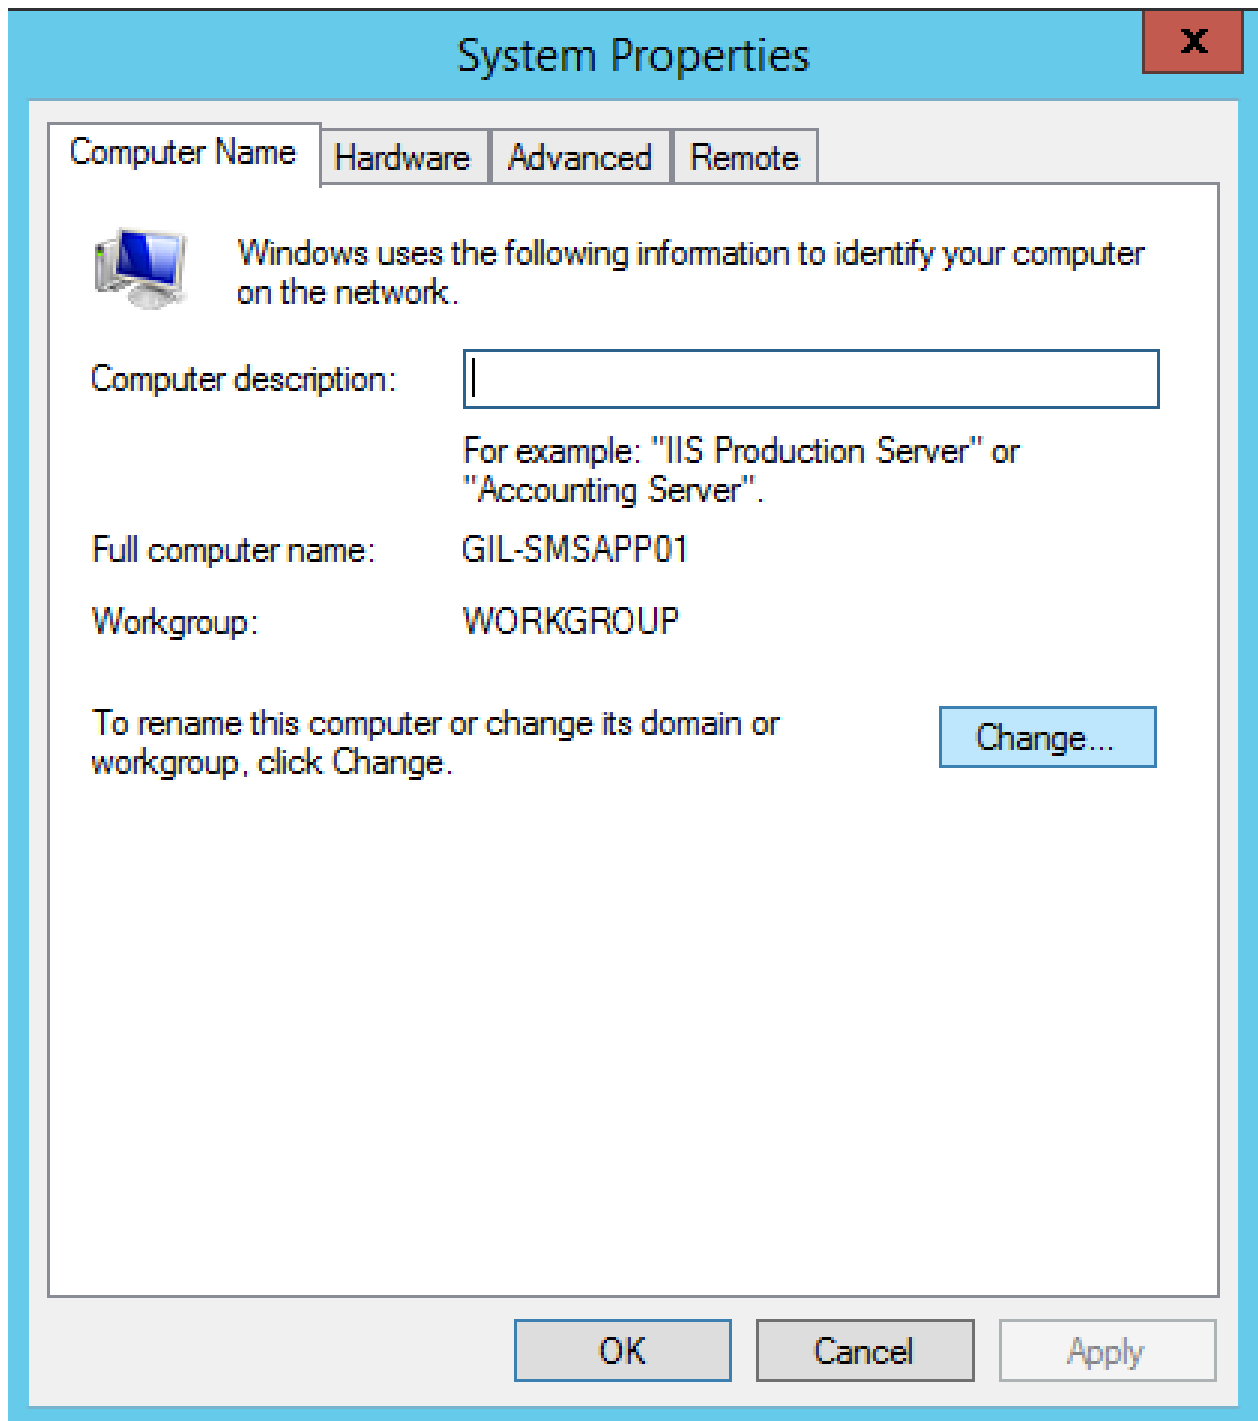 System Properties
x
Computer Name
Hardware
Advanced
Remote
Windows uses the following information to identify your computer
on the network.
Computer description:
For example: "IIS Production Server" or
"Accounting Server".
Full computer name: GIL-SMSAPP01
Workgroup: WORKGROUP
To rename this computer or change its domain or
workgroup, click Change.
Change...
OK
Cancel
Apply